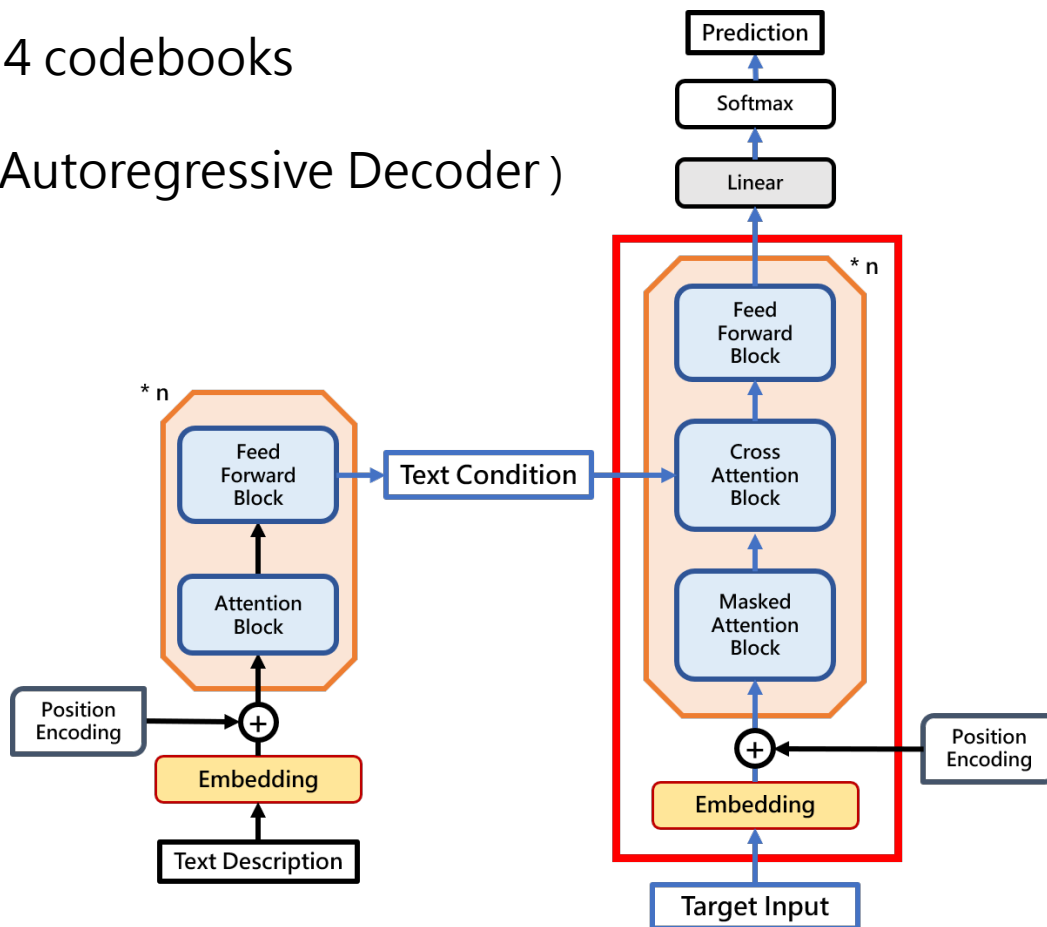 4 codebooks
Autoregressive Decoder )
Prediction
Softmax
Linear
* n
Feed
Forward
Block
Cross
Attention
Block
Masked
Attention
Block
+
Position
Encoding
Embedding
Target Input
* n
Feed
Forward
Block
Text Condition
Attention
Block
Position
Encoding
+
Embedding
Text Description